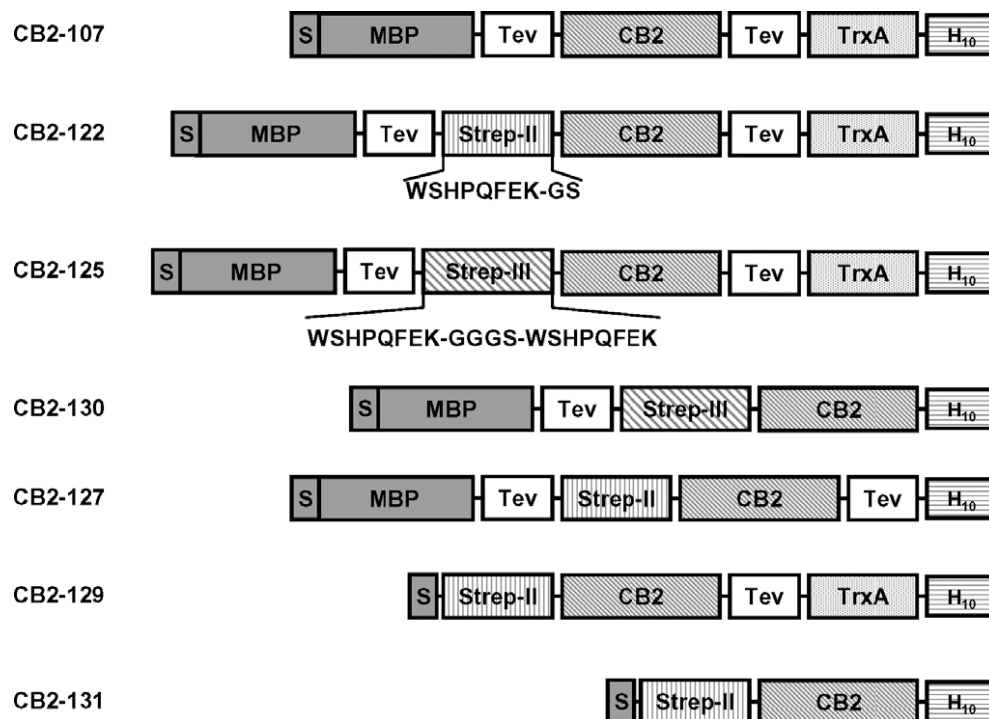 CB2-107 S MBP Tev CB2 Tev TrxA H10
CB2-122 S MBP Tev Strep-II CB2 Tev TrxA H10
WSHPQFEK-GS
CB2-125 S MBP Tev Strep-III CB2 Tev TrxA H10
WSHPQFEK-GGGS-WSHPQFEK
CB2-130 S MBP Tev Strep-III CB2 H10
CB2-127 S MBP Tev Strep-II CB2 Tev H10
CB2-129 S Strep-II CB2 Tev TrxA H10
CB2-131 S Strep-II CB2 H10